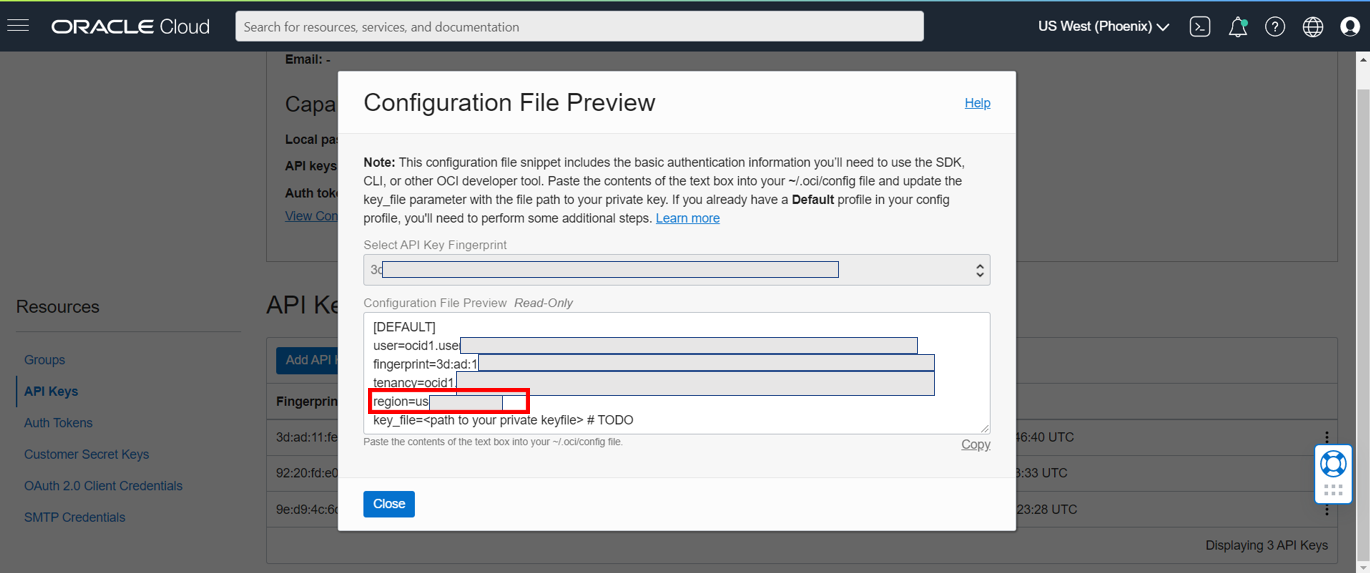 ORACLE Cloud
Search for resources, services, and documentation
US West (Phoenix)
Email: -
Capa
Local pa
API keys
Auth tok
View Con
Configuration File Preview
Help
Note: This configuration file snippet includes the basic authentication information you'll need to use the SDK,
CLI, or other OCI developer tool. Paste the contents of the text box into your ~/.oci/config file and update the
key_file parameter with the file path to your private key. If you already have a Default profile in your config
profile, you'll need to perform some additional steps. Learn more
Select API Key Fingerprint
3d
Configuration File Preview Read-Only
[DEFAULT]
user=ocid1.use
fingerprint=3d:ad:1
tenancy=ocid1.
region=us
key_file=<path to your private keyfile> # TODO
Paste the contents of the text box into your ~/.oci/config file.
Copy
Close
Resources
Groups
API Keys
Auth Tokens
Customer Secret Keys
OAuth 2.0 Client Credentials
SMTP Credentials
API Ke
Add API
Fingerprin
3d:ad:11:fe
46:40 UTC
92:20:fd:e0
3:33 UTC
9e:d9:4c:6c
23:28 UTC
Displaying 3 API Keys